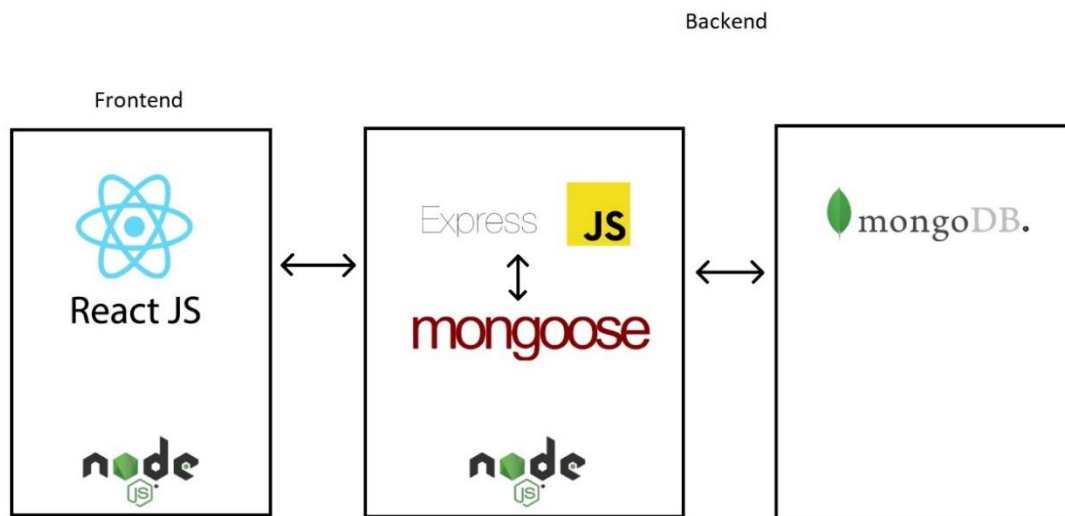 Backend
Frontend
React JS
Express
JS
mongoose
mongoDB.
node
JS
node
JS